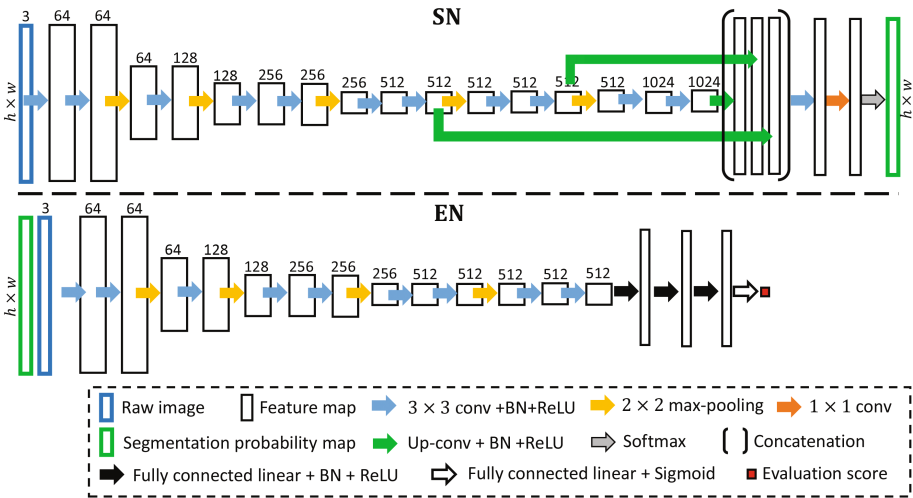 SN
3 64 64 64 128 128 256 256 256 512 512 512 512 512 512 1024 1024
h × w
h × w
EN
3 64 64 64 128 128 256 256 256 512 512 512 512 512
h × w
Raw image Feature map 3 × 3 conv +BN+ReLU 2 × 2 max-pooling 1 × 1 conv
Segmentation probability map Up-conv + BN +ReLU Softmax Concatenation
Fully connected linear + BN + ReLU Fully connected linear + Sigmoid Evaluation score